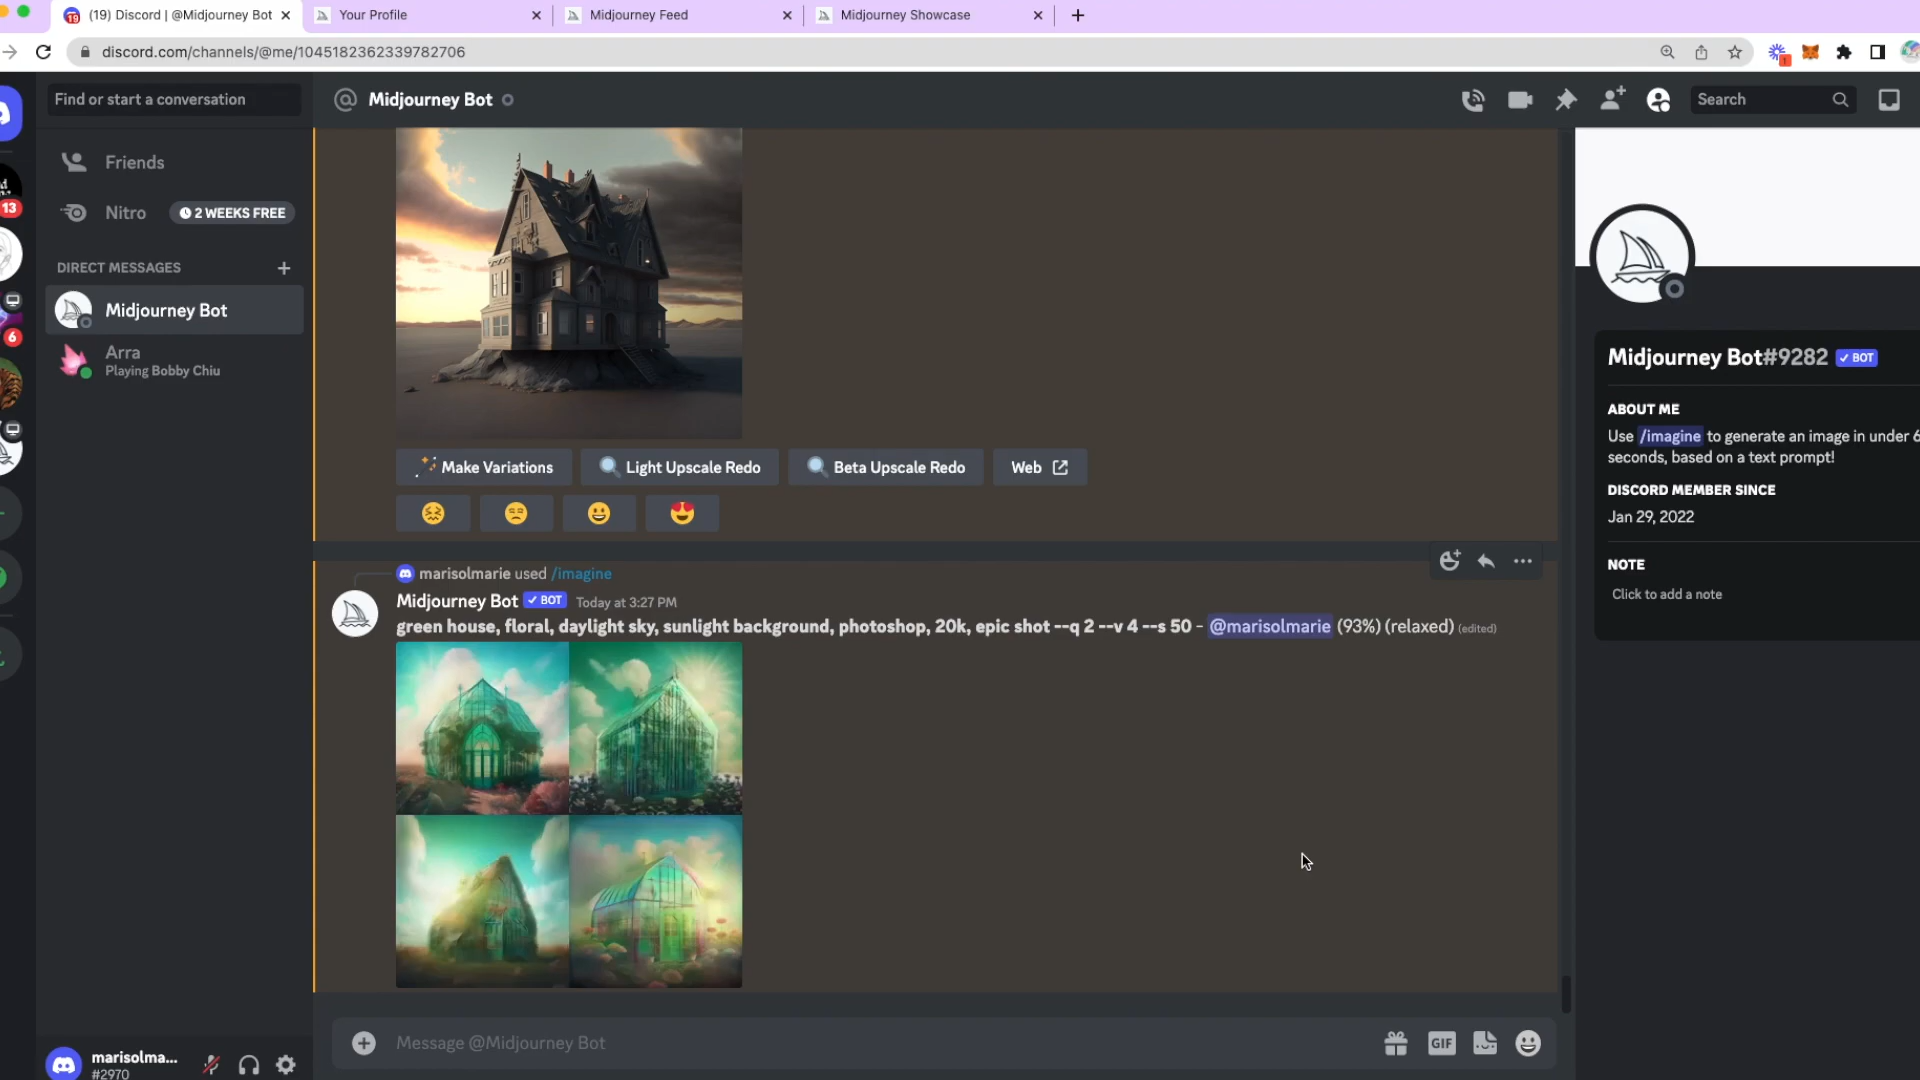 (19) Discord | @Midjourney Bot
Your Profile
Midjourney Feed
Midjourney Showcase
discord.com/channels/@me/1045182362339782706
1
Find or start a conversation
Midjourney Bot
Search
Friends
Nitro
2 WEEKS FREE
DIRECT MESSAGES
Midjourney Bot
Arra
Playing Bobby Chiu
13
6
Make Variations
Light Upscale Redo
Beta Upscale Redo
Web
marisolmarie used /imagine
Midjourney Bot BOT Today at 3:27 PM
green house, floral, daylight sky, sunlight background, photoshop, 20k, epic shot --q 2 --v 4 --s 50 - @marisolmarie (93%) (relaxed) (edited)
Message @Midjourney Bot
GIF
marisolma...
#2970
Midjourney Bot#9282 BOT
ABOUT ME
Use /imagine to generate an image in under 6
seconds, based on a text prompt!
DISCORD MEMBER SINCE
Jan 29, 2022
NOTE
Click to add a note